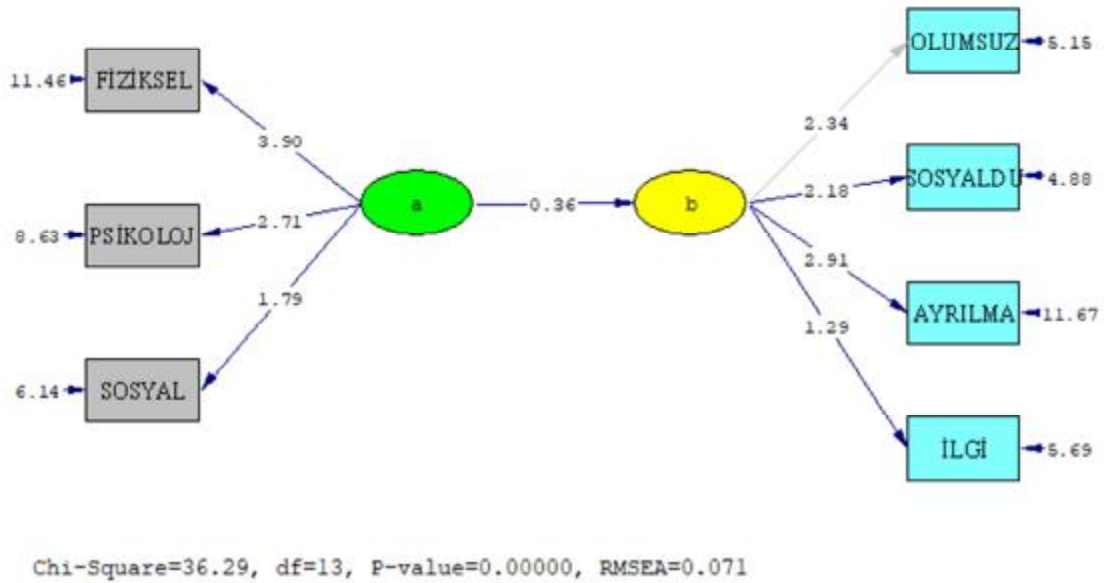 OLUMSUZ
5.15
FİZİKSEL
11.46
3.90
2.34
SOSYALDU
4.88
2.18
a
0.36
b
PSİKOLOJ
8.63
2.71
2.91
1.79
1.29
AYRILMA
11.67
SOSYAL
6.14
İLGİ
5.69
Chi-Square=36.29, df=13, P-value=0.00000, RMSEA=0.071